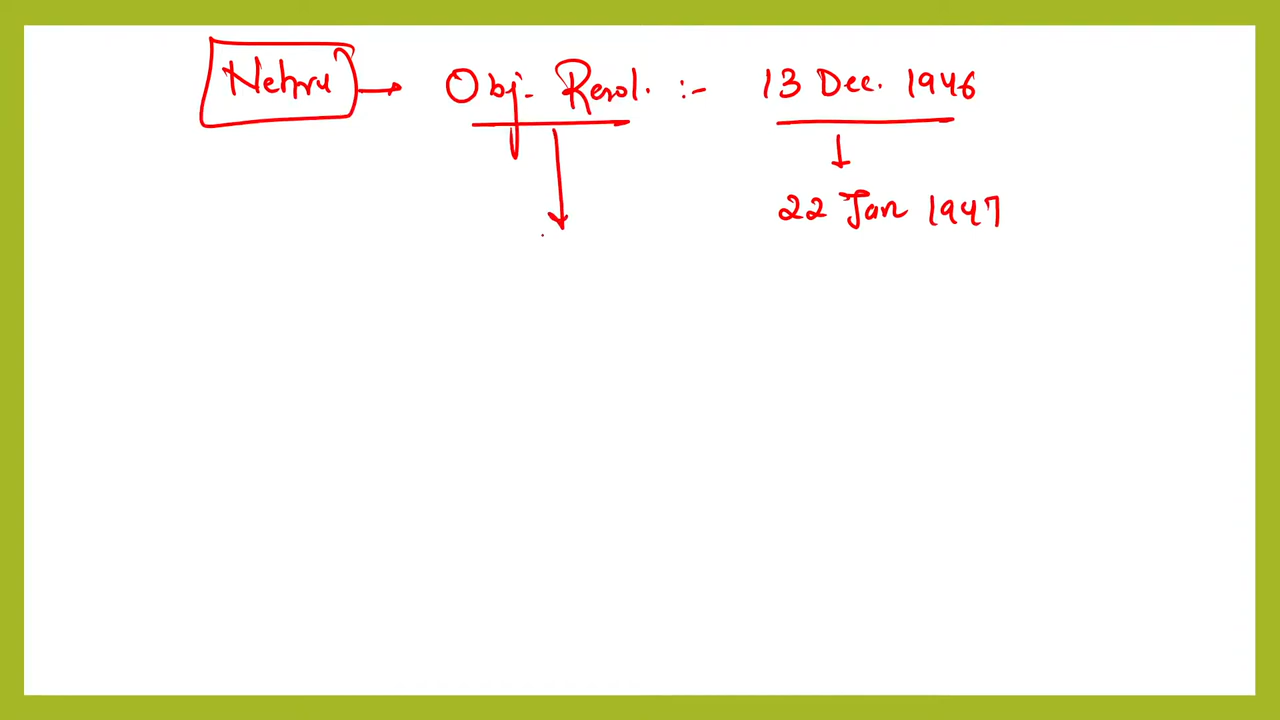 Nehru → Obj. Resol. :- 13 Dec. 1946
↓ ↓
22 Jan 1947